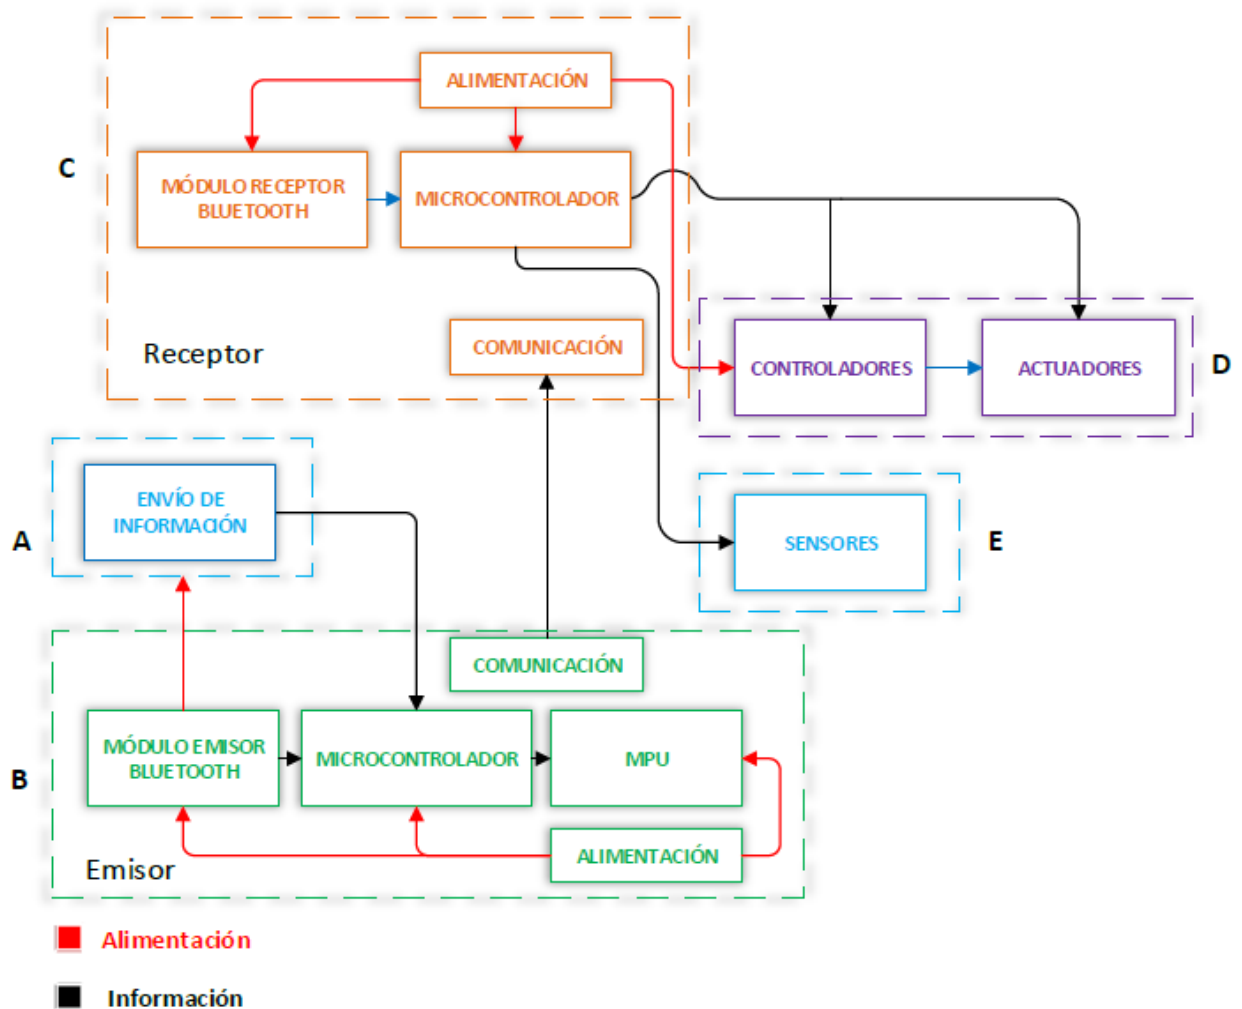 ALIMENTACIÓN
C
MÓDULO RECEPTOR
BLUETOOTH
MICROCONTROLADOR
Receptor
COMUNICACIÓN
CONTROLADORES
ACTUADORES
D
A
ENVÍO DE
INFORMACIÓN
SENSORES
E
COMUNICACIÓN
B
MÓDULO EMISOR
BLUETOOTH
MICROCONTROLADOR
MPU
ALIMENTACIÓN
Emisor
Alimentación
Información